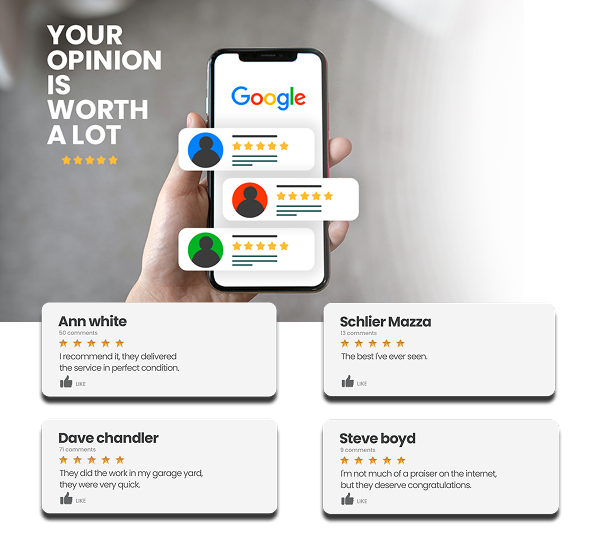 YOUR
OPINION
IS
WORTH
A LOT
Google
Ann white
50 comments
I recommend it, they delivered
the service in perfect condition.
LIKE
Schlier Mazza
13 comments
The best I've ever seen.
LIKE
Dave chandler
71 comments
They did the work in my garage yard,
they were very quick.
LIKE
Steve boyd
9 comments
I'm not much of a praiser on the internet,
but they deserve congratulations.
LIKE